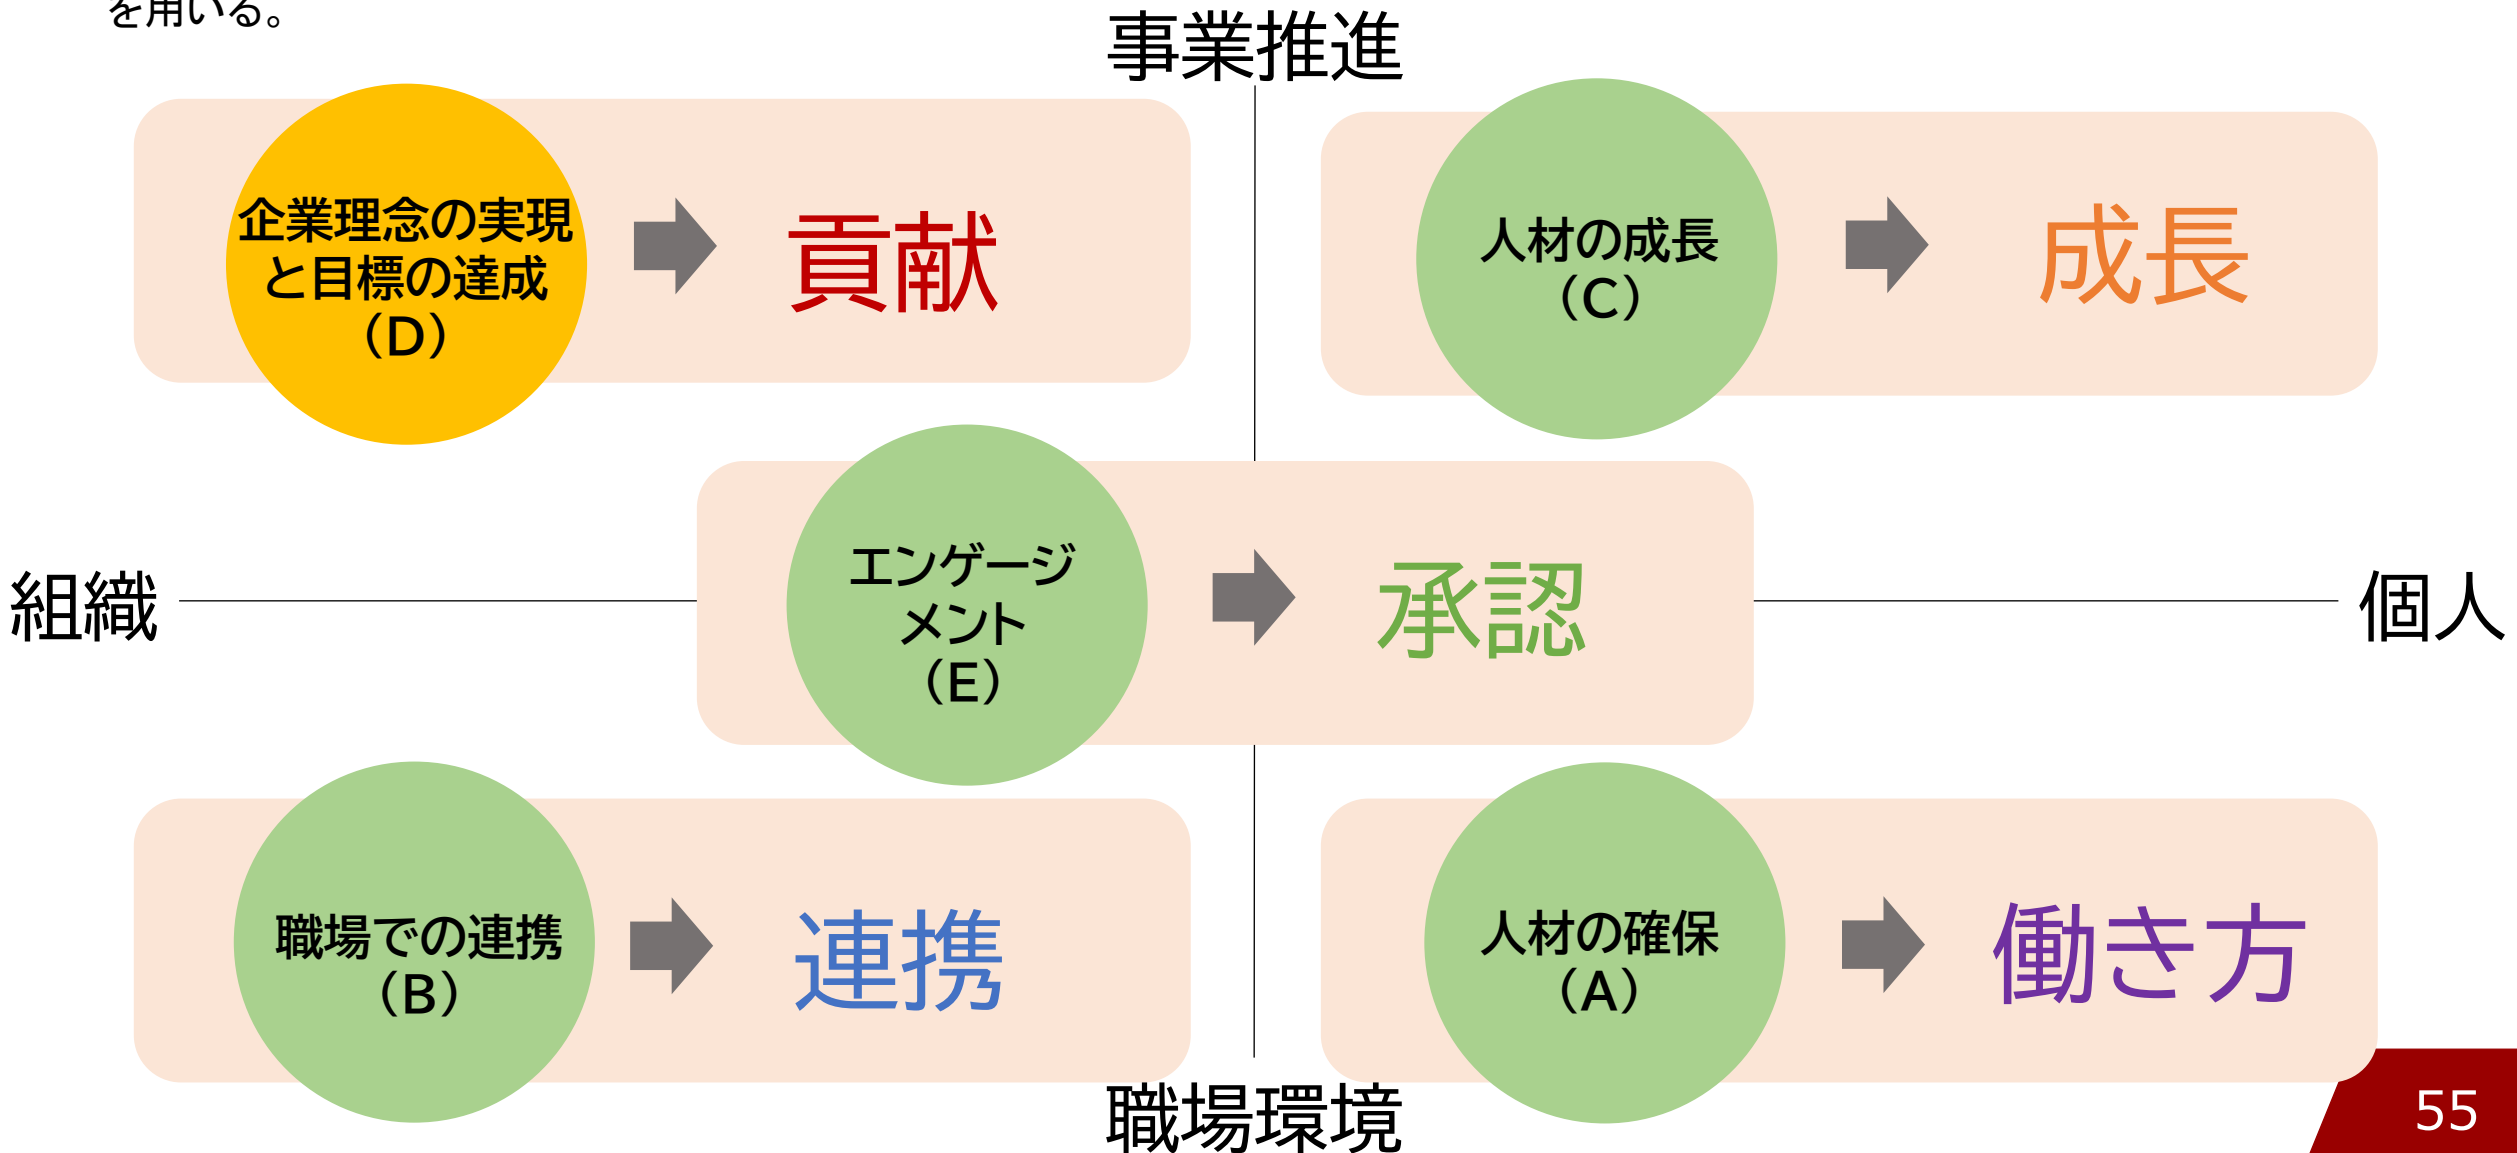 を用いる。
事業推進
企業理念の実現
と目標の達成
（D）
貢献
人材の成長
（C）
成長
組織
エンゲージ
メント
（E）
承認
個人
職場での連携
（B）
連携
人材の確保
（A）
働き方
職場環境
55